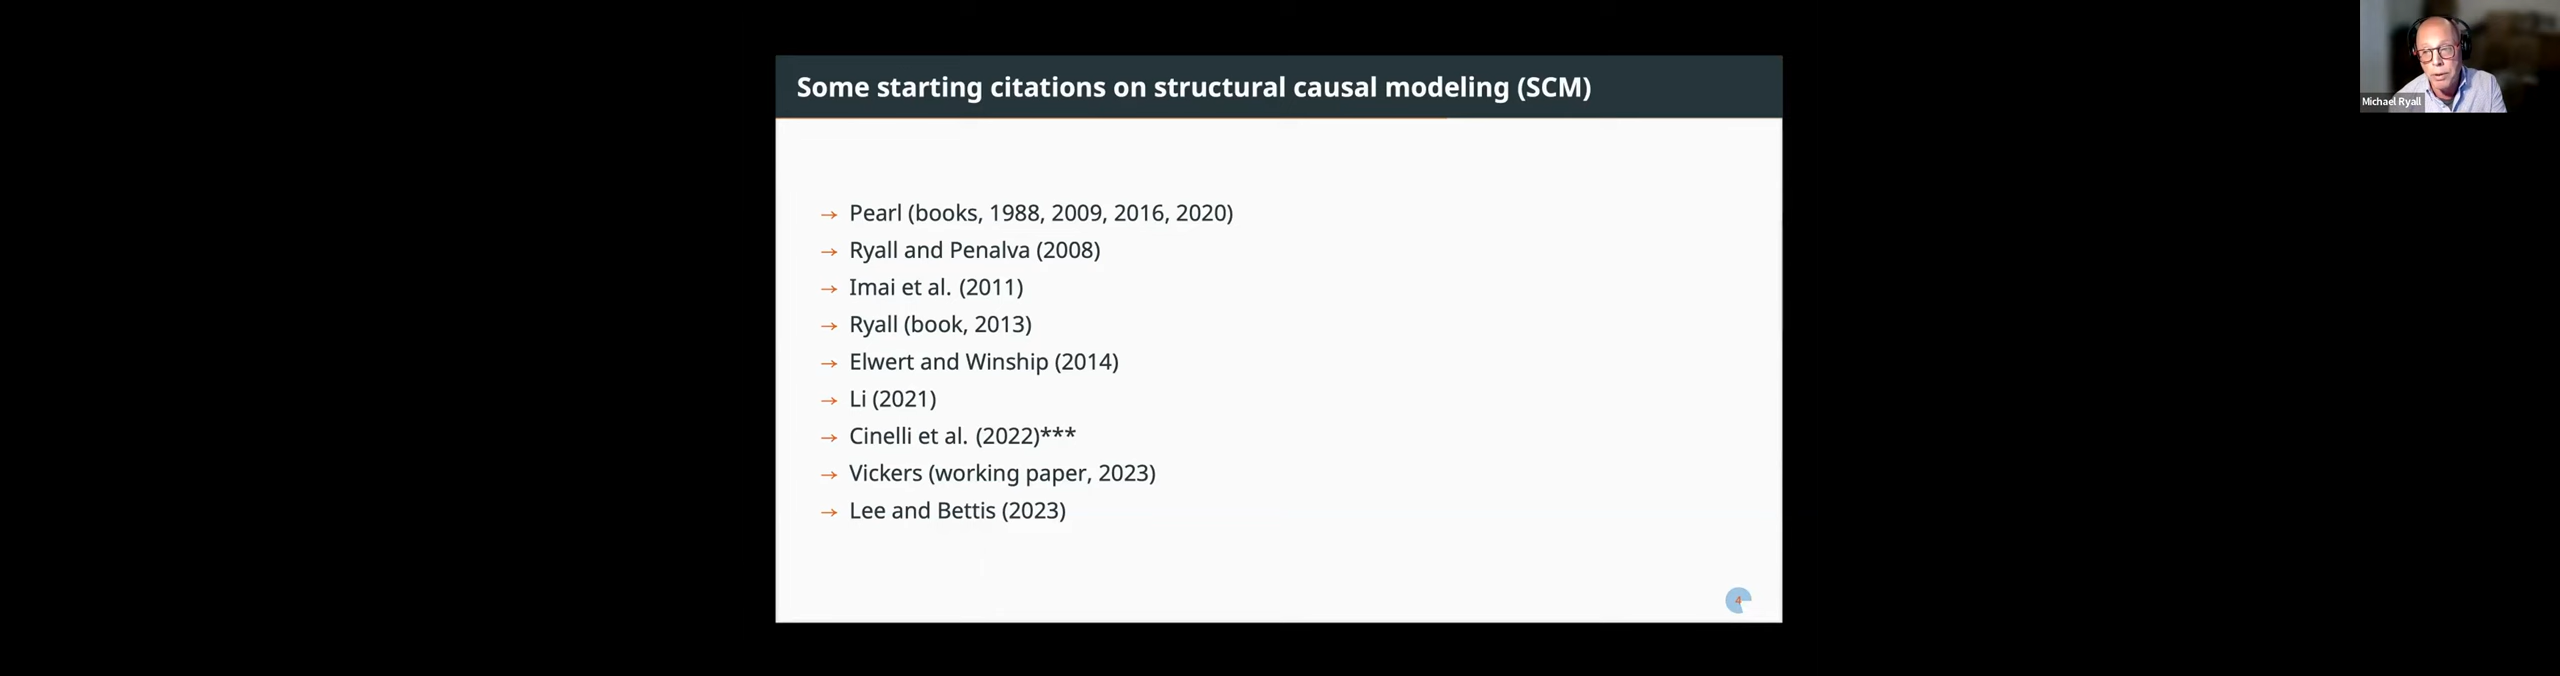 Some starting citations on structural causal modeling (SCM)
Michael Ryall
→ Pearl (books, 1988, 2009, 2016, 2020)
→ Ryall and Penalva (2008)
→ Imai et al. (2011)
→ Ryall (book, 2013)
→ Elwert and Winship (2014)
→ Li (2021)
→ Cinelli et al. (2022)***
→ Vickers (working paper, 2023)
→ Lee and Bettis (2023)
4